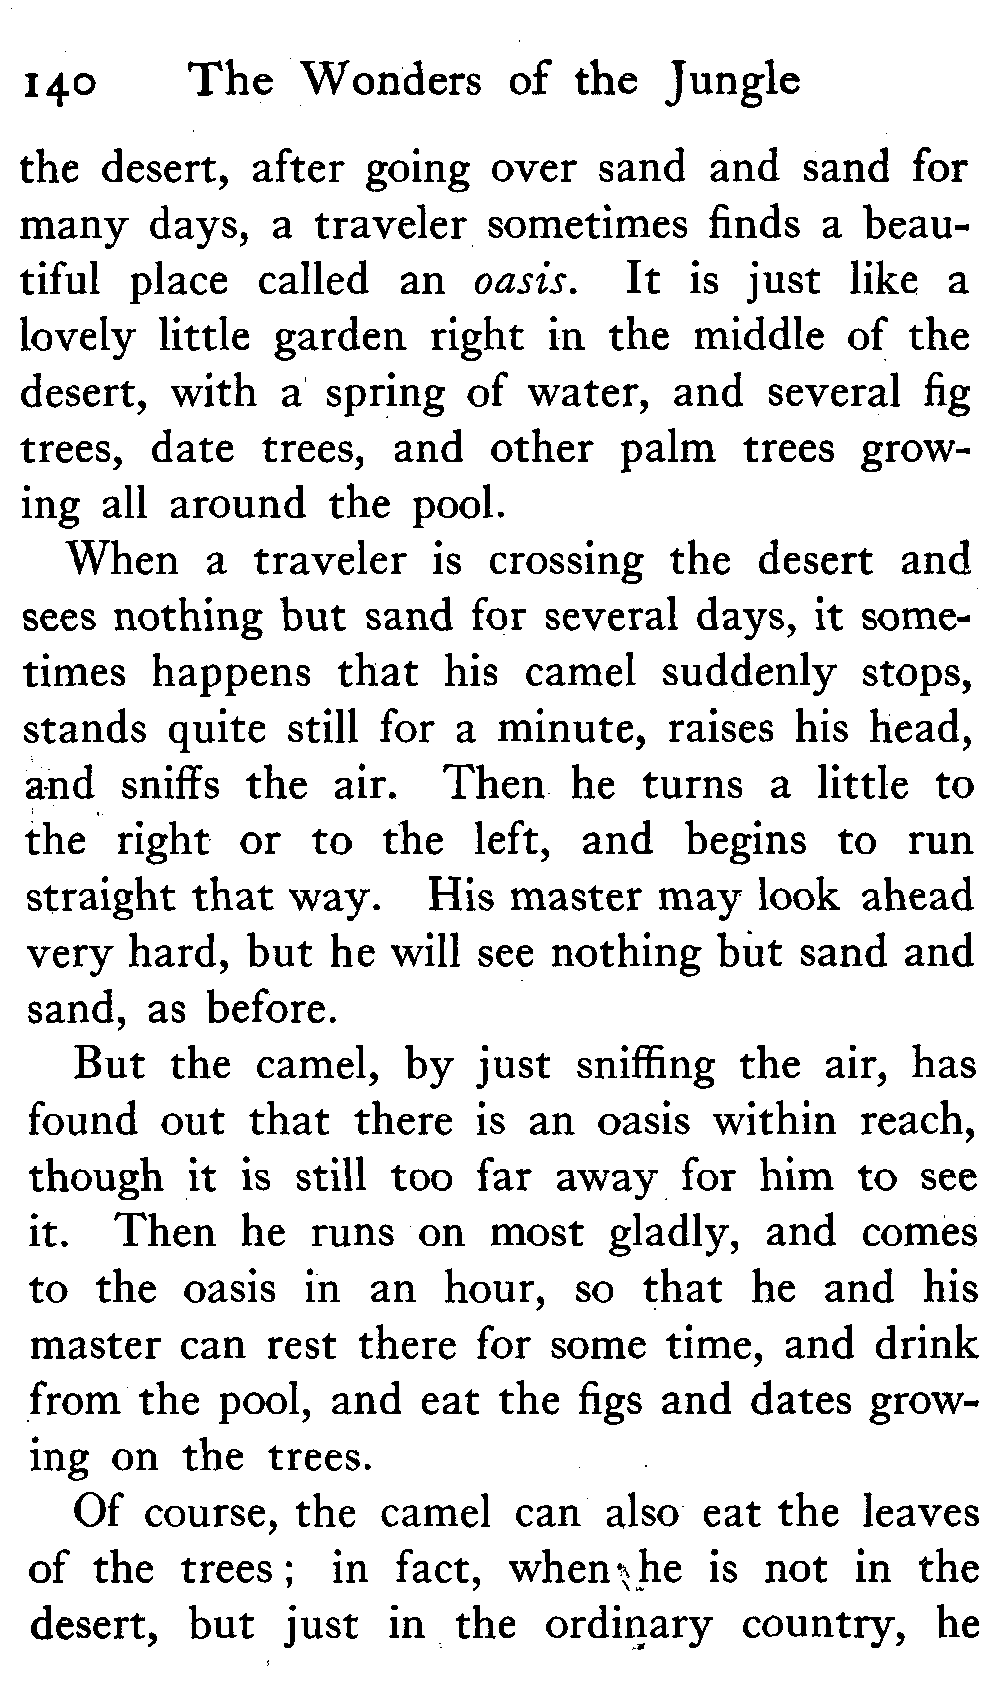 140 The Wonders of the Jungle
the desert, after going over sand and sand for
many days, a traveler sometimes finds a beau-
tiful place called an oasis. It is just like a
lovely little garden right in the middle of the
desert, with a spring of water, and several fig
trees, date trees, and other palm trees grow-
ing all around the pool.
When a traveler is crossing the desert and
sees nothing but sand for several days, it some-
times happens that his camel suddenly stops,
stands quite still for a minute, raises his head,
and sniffs the air. Then he turns a little to
the right or to the left, and begins to run
straight that way. His master may look ahead
very hard, but he will see nothing but sand and
sand, as before.
But the camel, by just sniffing the air, has
found out that there is an oasis within reach,
though it is still too far away for him to see
it. Then he runs on most gladly, and comes
to the oasis in an hour, so that he and his
master can rest there for some time, and drink
from the pool, and eat the figs and dates grow-
ing on the trees.
Of course, the camel can also eat the leaves
of the trees; in fact, when he is not in the
desert, but just in the ordinary country, he